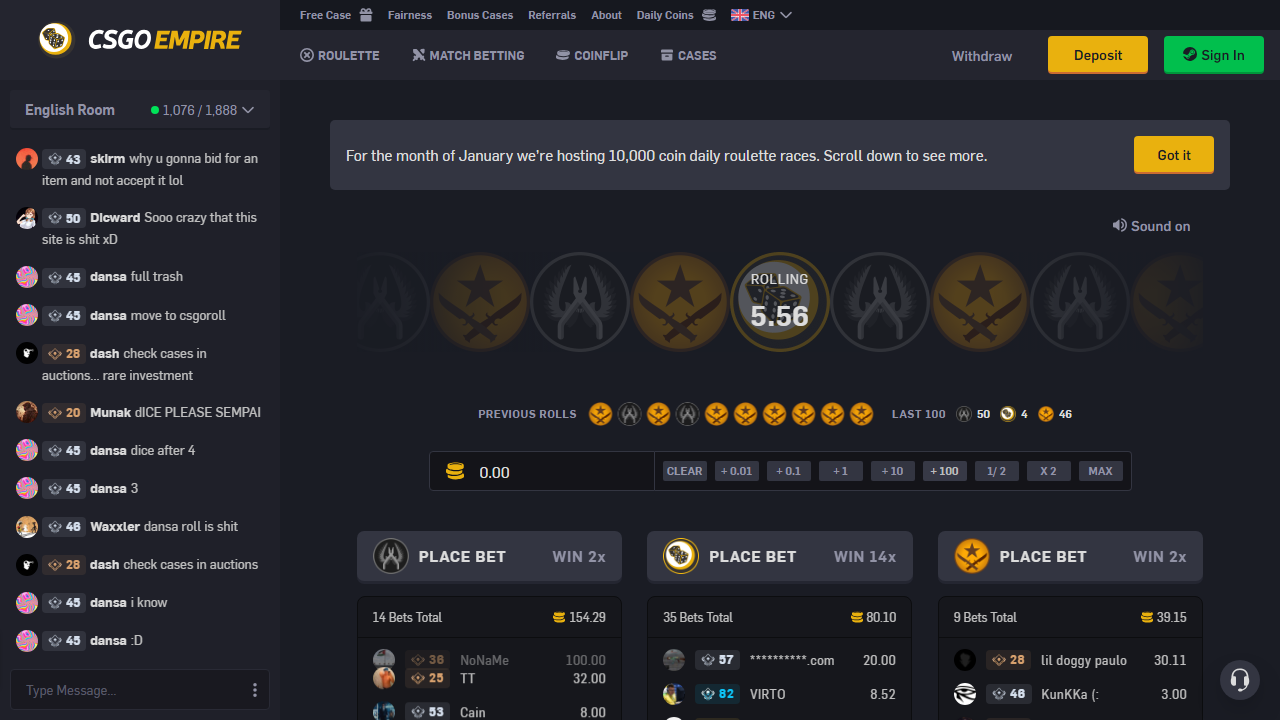 CSGOEMPIRE
Free Case Fairness Bonus Cases Referrals About Daily Coins ENG
ROULETTE MATCH BETTING COINFLIP CASES Withdraw Deposit Sign In
English Room 1,076 / 1,888
43 skirm why u gonna bid for an
item and not accept it lol
50 Dicward Sooo crazy that this
site is shit xD
45 dansa full trash
45 dansa move to csgoroll
28 dash check cases in
auctions... rare investment
20 Munak dICE PLEASE SEMPAI
45 dansa dice after 4
45 dansa 3
46 Waxxler dansa roll is shit
28 dash check cases in auctions
45 dansa i know
45 dansa :D
Type Message...
For the month of January we're hosting 10,000 coin daily roulette races. Scroll down to see more. Got it
Sound on
ROLLING
5.56
PREVIOUS ROLLS LAST 100 50 4 46
0.00 CLEAR + 0.01 + 0.1 + 1 + 10 + 100 1/ 2 X 2 MAX
PLACE BET WIN 2x
14 Bets Total 154.29
36 NoNaMe 100.00
25 TT 32.00
53 Cain 8.00
PLACE BET WIN 14x
35 Bets Total 80.10
57 **********.com 20.00
82 VIRTO 8.52
PLACE BET WIN 2x
9 Bets Total 39.15
28 lil doggy paulo 30.11
46 KunKKa (: 3.00